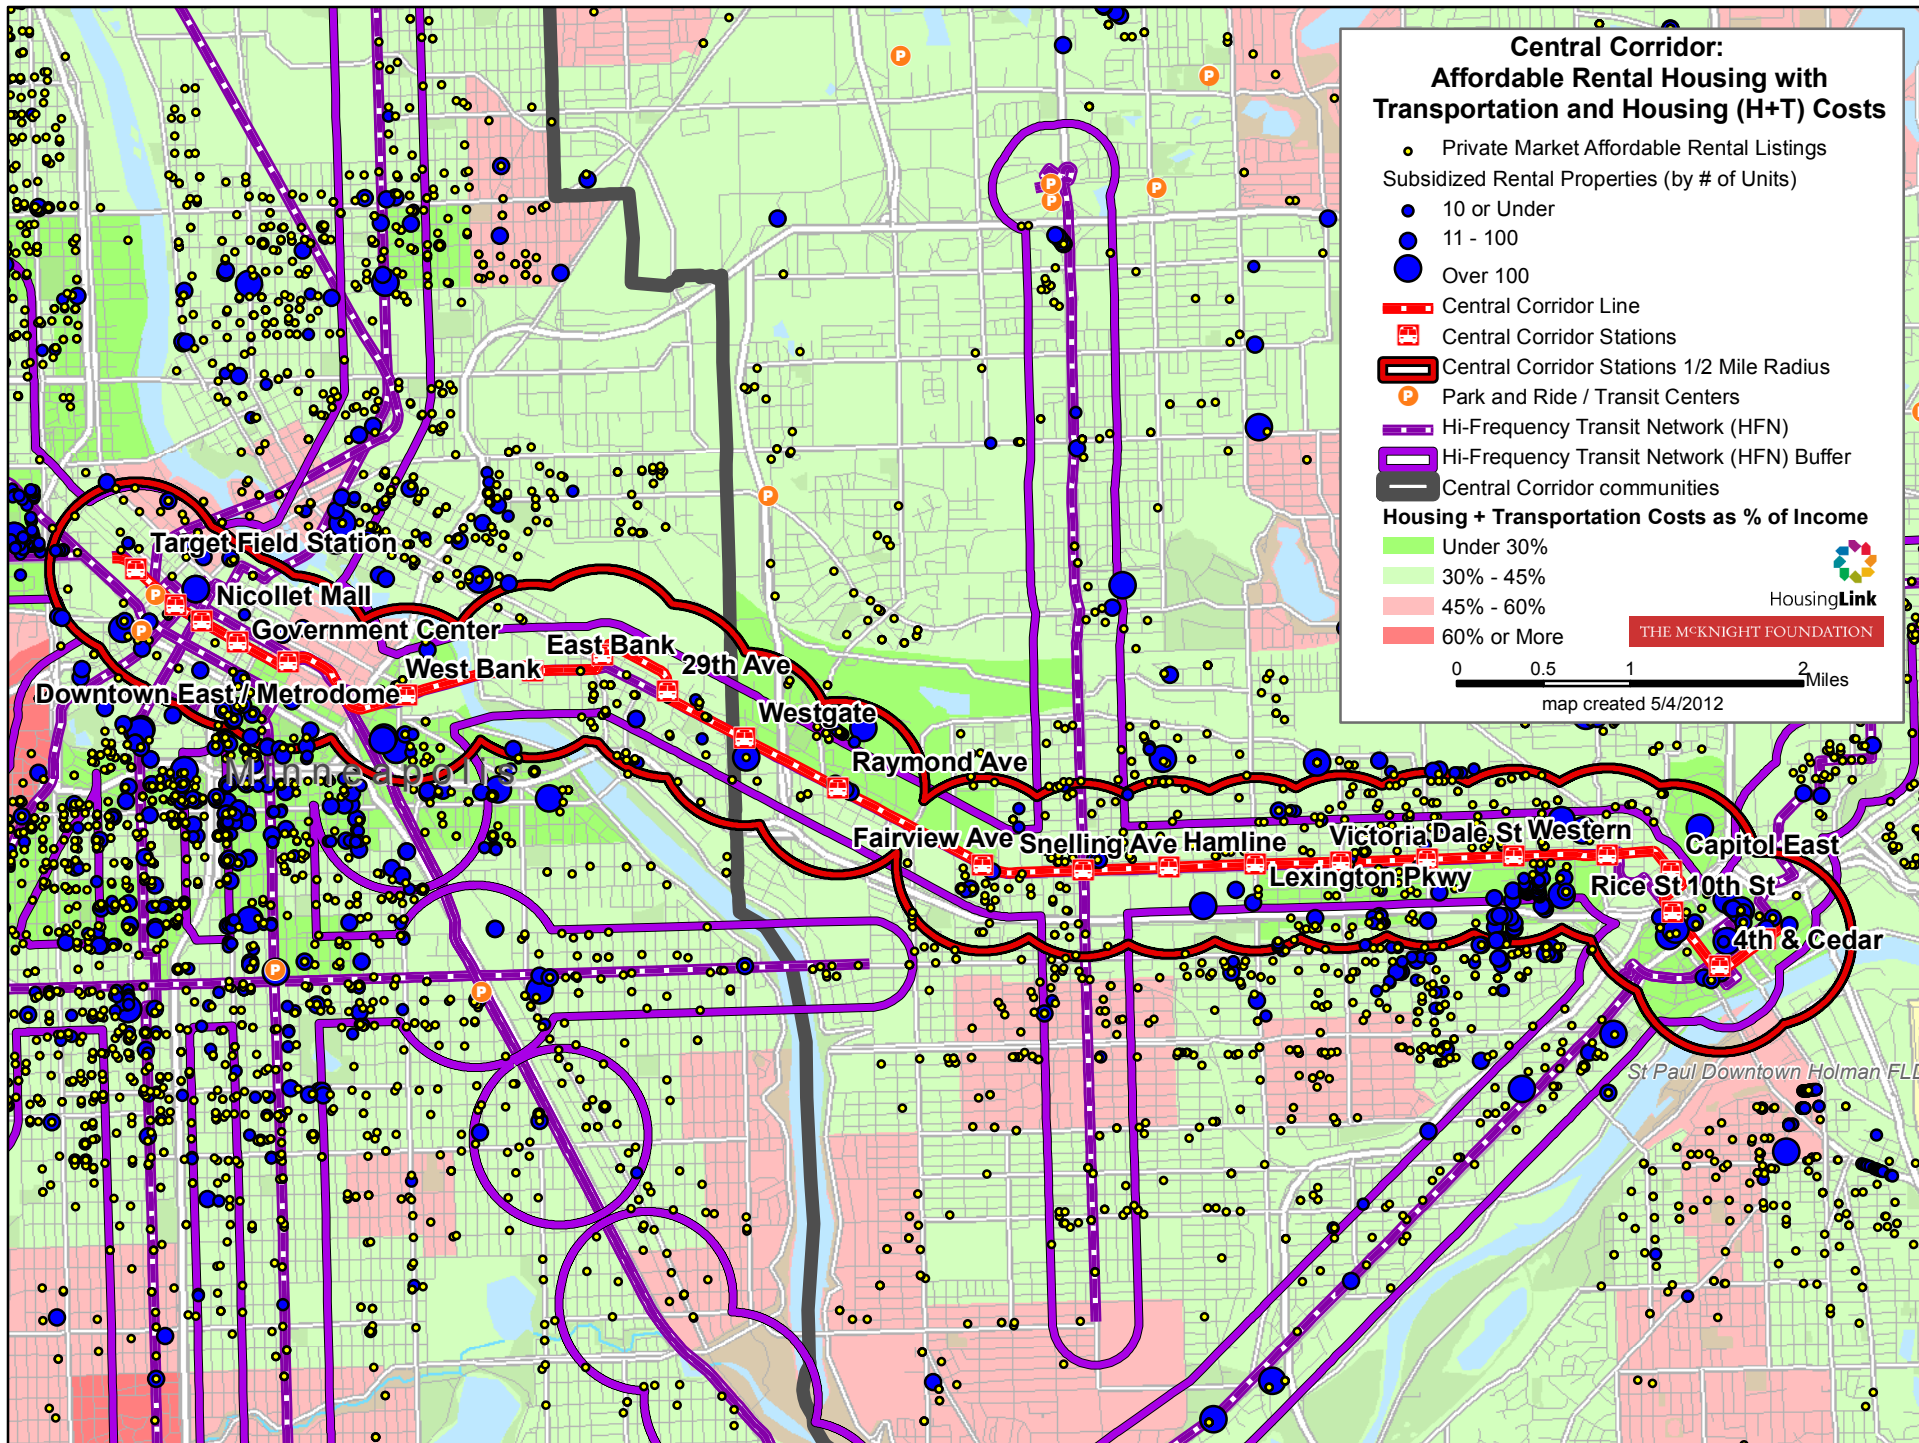 Central Corridor:
Affordable Rental Housing with
Transportation and Housing (H+T) Costs
Private Market Affordable Rental Listings
Subsidized Rental Properties (by # of Units)
10 or Under
11 - 100
Over 100
Central Corridor Line
Central Corridor Stations
Central Corridor Stations 1/2 Mile Radius
P Park and Ride / Transit Centers
Hi-Frequency Transit Network (HFN)
Hi-Frequency Transit Network (HFN) Buffer
Central Corridor communities
Housing + Transportation Costs as % of Income
Under 30%
30% - 45%
45% - 60%
60% or More
HousingLink
THE McKNIGHT FOUNDATION
0 0.5 1 2
Miles
map created 5/4/2012
P
P
P
P
P
P
P
P
P
P
Target Field Station
Nicollet Mall
Government Center
Downtown East / Metrodome
West Bank
East Bank
29th Ave
Westgate
Raymond Ave
Minneapolis
Fairview Ave
Snelling Ave
Hamline
Lexington Pkwy
Victoria
Dale St
Western
Capitol East
Rice St
10th St
4th & Cedar
St Paul Downtown Holman FLD